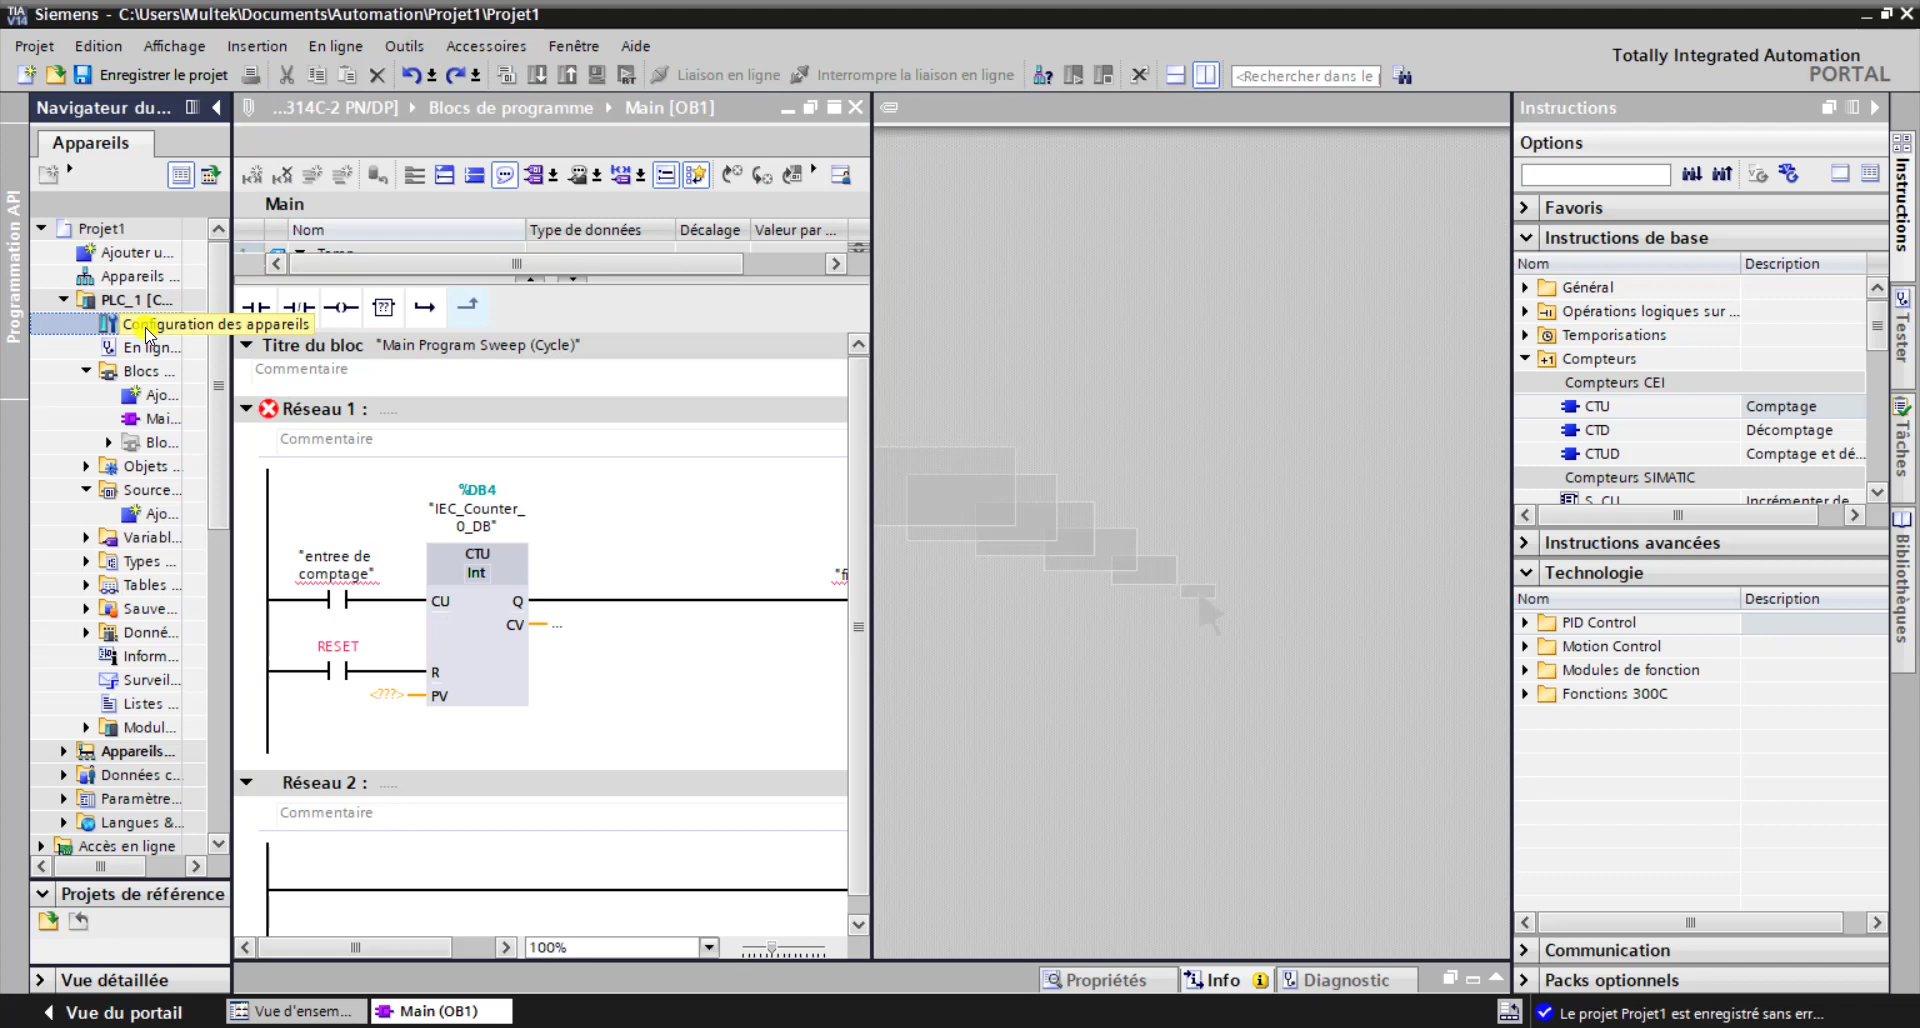 TIA V14 Siemens - C:\Users\Multek\Documents\Automation\Projet1\Projet1
Projet Edition Affichage Insertion En ligne Outils Accessoires Fenêtre Aide
Totally Integrated Automation
PORTAL
Enregistrer le projet Liaison en ligne Interrompre la liaison en ligne <Rechercher dans le p
Navigateur du...
...314C-2 PN/DP] Blocs de programme Main [OB1]
Instructions
Appareils
Options
Programmation API
Main
Nom Type de données Décalage Valeur par ...
1 Temp
Projet1
Ajouter u...
Appareils ...
PLC_1 [C...
Configuration des appareils
En lign...
Blocs ...
Ajo...
Mai...
Blo...
Objets ...
Source...
Ajo...
Variabl...
Types ...
Tables ...
Sauve...
Donné...
Inform...
Surveil...
Listes ...
Modul...
Appareils...
Données c...
Paramètre...
Langues &...
Accès en ligne
Projets de référence
Vue détaillée
??
Titre du bloc "Main Program Sweep (Cycle)"
Commentaire
Réseau 1 : .....
Commentaire
%DB4
"IEC_Counter_
0_DB"
CTU
Int
"entree de
comptage"
"fi
CU Q
CV ...
RESET
R
<???> PV
Réseau 2 : .....
Commentaire
100%
Propriétés Info Diagnostic
Favoris
Instructions de base
Nom Description
Général
Opérations logiques sur ...
Temporisations
Compteurs
Compteurs CEI
CTU Comptage
CTD Décomptage
CTUD Comptage et dé...
Compteurs SIMATIC
S_CU Incrémenter de
Instructions avancées
Technologie
Nom Description
PID Control
Motion Control
Modules de fonction
Fonctions 300C
Communication
Packs optionnels
Instructions
Tester
Tâches
Bibliothèques
Vue du portail Vue d'ensem... Main (OB1) Le projet Projet1 est enregistré sans err...